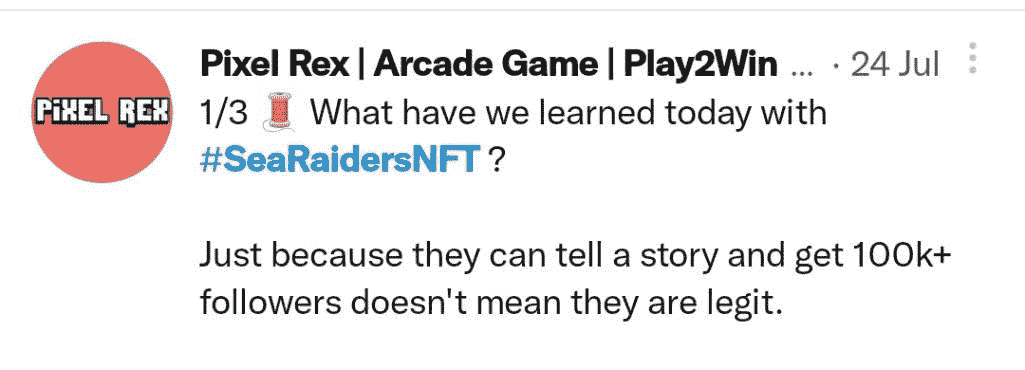 Pixel Rex | Arcade Game | Play2Win ... · 24 Jul
PiXEL REX
1/3 🧵 What have we learned today with
#SeaRaidersNFT ?
Just because they can tell a story and get 100k+
followers doesn't mean they are legit.